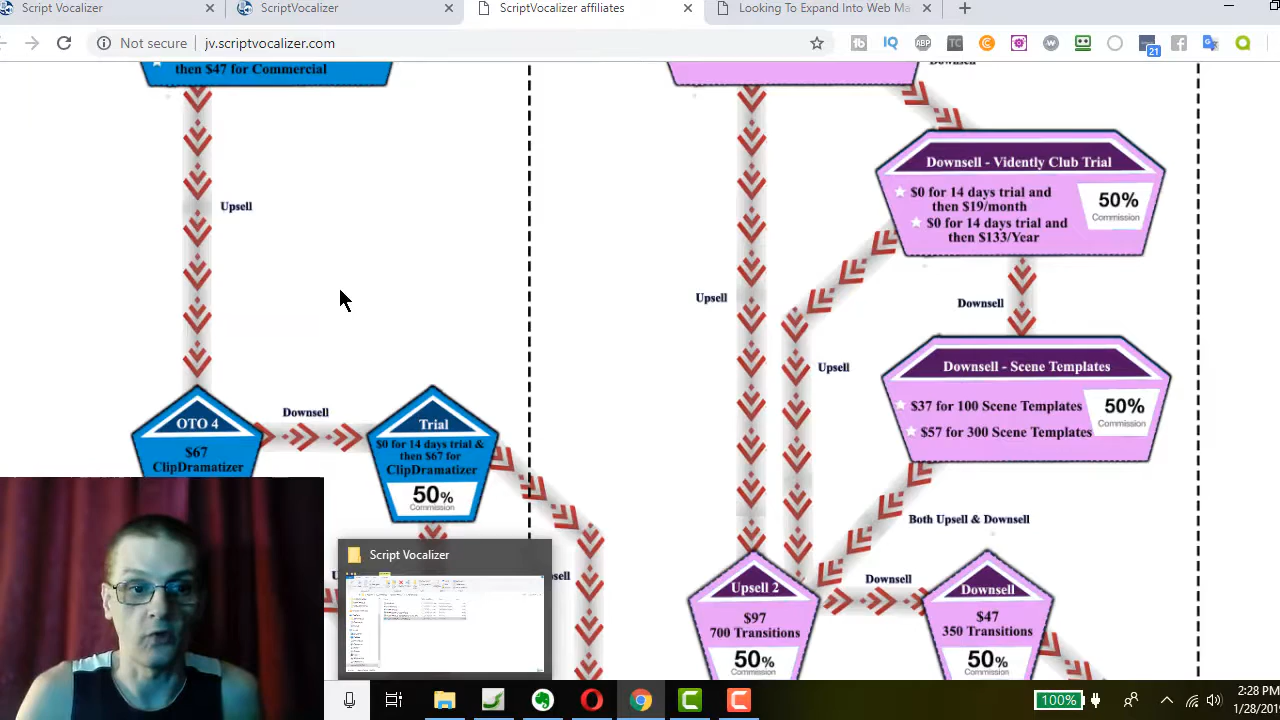 ScriptVocalizer
ScriptVocalizer
ScriptVocalizer affiliates
Looking To Expand Into Web Ma
Not secure
jv.scriptvocalizer.com
21
then $47 for Commercial
Downsell
Upsell
Downsell - Vidently Club Trial
$0 for 14 days trial and
then $19/month
$0 for 14 days trial and
then $133/Year
50%
Commission
Upsell
Downsell
Upsell
Downsell - Scene Templates
$37 for 100 Scene Templates
$57 for 300 Scene Templates
50%
Commission
OTO 4
$67
ClipDramatizer
Downsell
Trial
$0 for 14 days trial &
then $67 for
ClipDramatizer
50%
Commission
Both Upsell & Downsell
Upsell 2
$97
700 Transitions
50%
Commission
Downsell
Downsell
$47
350 Transitions
50%
Commission
Script Vocalizer
100%
2:28 PM